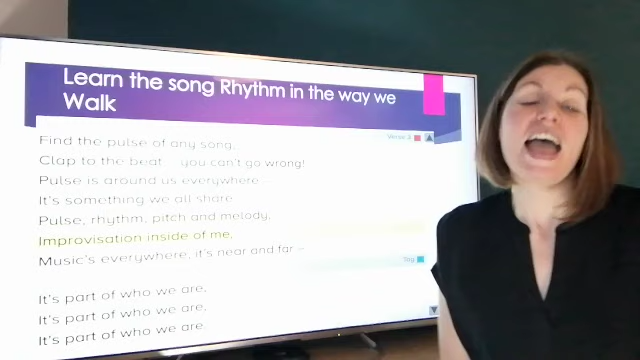 Learn the song Rhythm in the way we
Walk
Verse 3
Find the pulse of any song,
Clap to the beat... you can't go wrong!
Pulse is around us everywhere –
It's something we all share.
Pulse, rhythm, pitch and melody,
Improvisation inside of me,
Music's everywhere, it's near and far –
It's part of who we are,
It's part of who we are,
It's part of who we are.